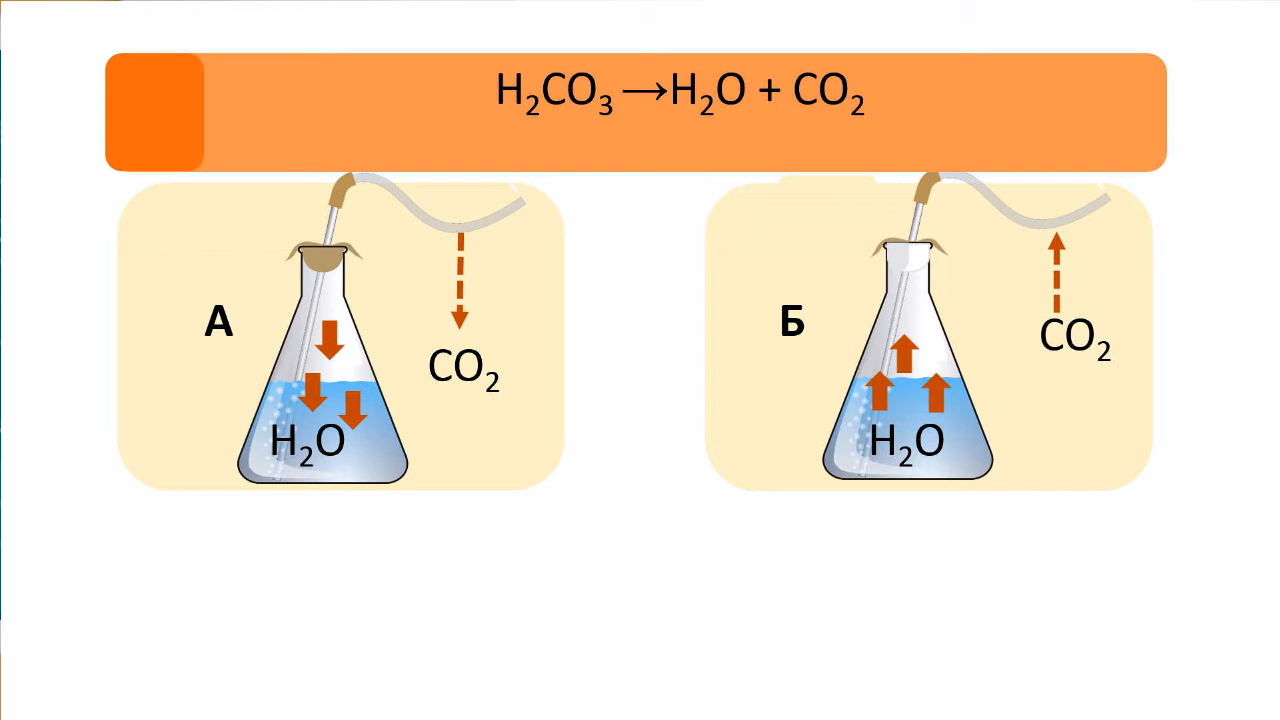 H₂CO₃ →H₂O + CO₂
А
CO₂
H₂O
Б
CO₂
H₂O